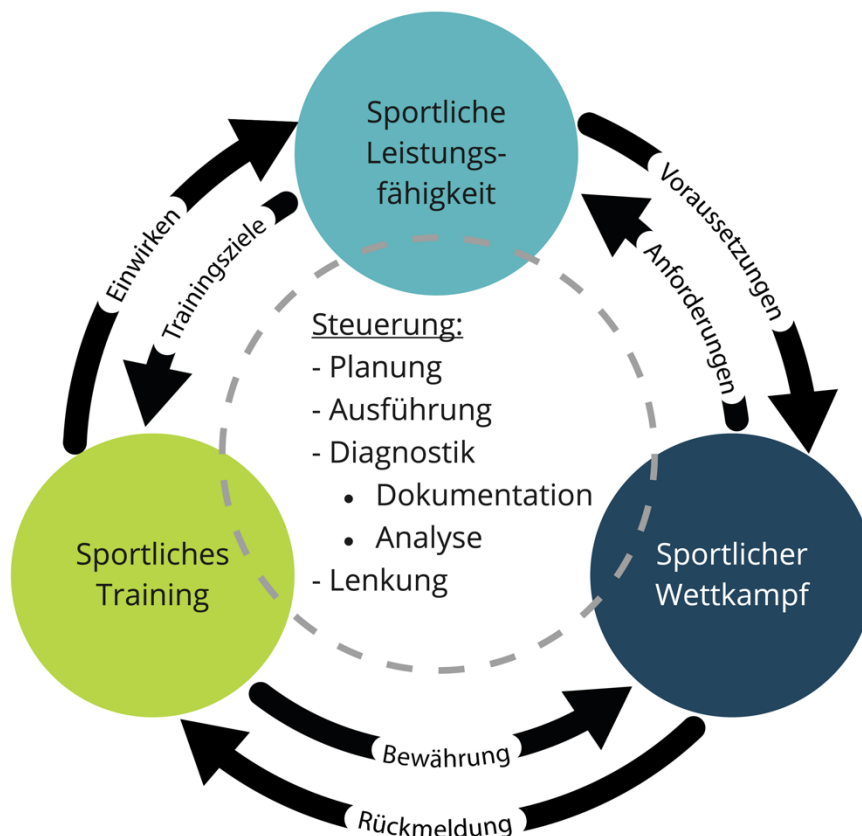 Sportliche
Leistungs-
fähigkeit
Einwirken
Trainingsziele
Voraussetzungen
Anforderungen
Steuerung:
- Planung
- Ausführung
- Diagnostik
• Dokumentation
• Analyse
- Lenkung
Sportliches
Training
Sportlicher
Wettkampf
Bewährung
Rückmeldung